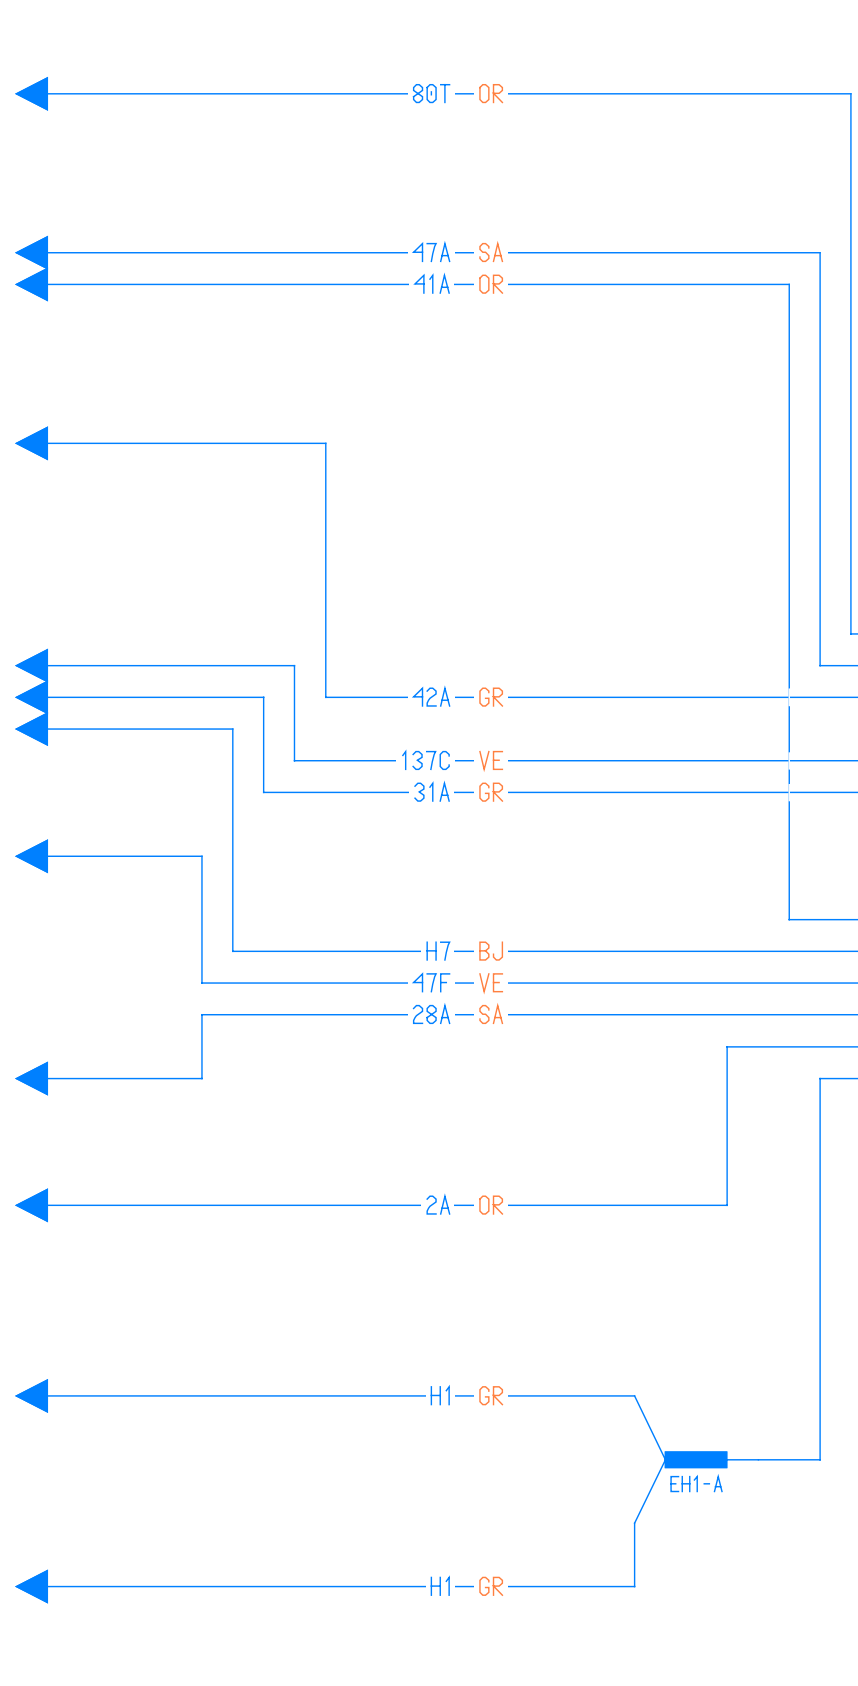 80T OR
47A SA
41A OR
42A GR
137C VE
31A GR
H7 BJ
47F VE
28A SA
2A OR
H1 GR
EH1-A
H1 GR